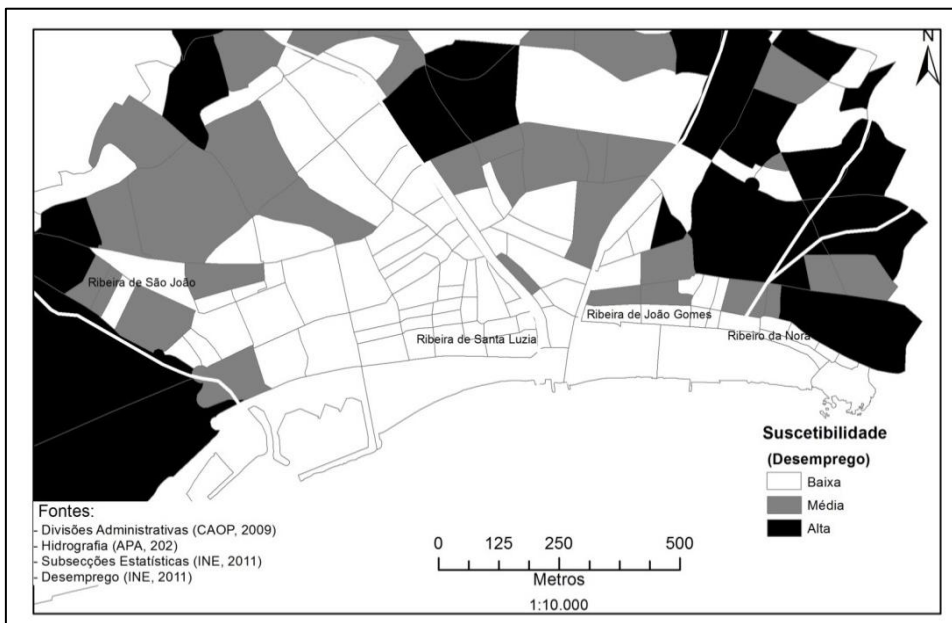 N
Ribeira de São João
Ribeira de Santa Luzia
Ribeira de João Gomes
Ribeiro da Nora
Suscetibilidade
(Desemprego)
Baixa
Média
Alta
Fontes:
- Divisões Administrativas (CAOP, 2009)
- Hidrografia (APA, 202)
- Subsecções Estatísticas (INE, 2011)
- Desemprego (INE, 2011)
0 125 250 500
Metros
1:10.000